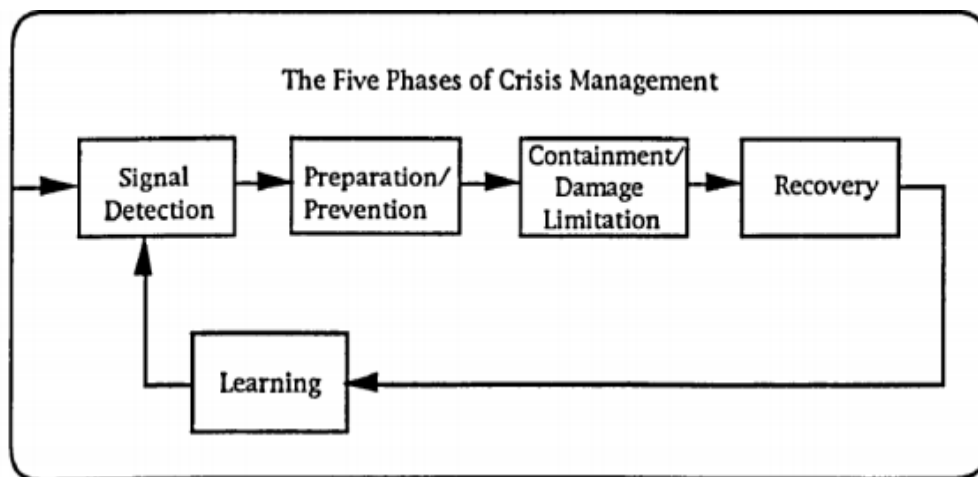 The Five Phases of Crisis Management
Signal
Detection
Preparation/
Prevention
Containment/
Damage
Limitation
Recovery
Learning